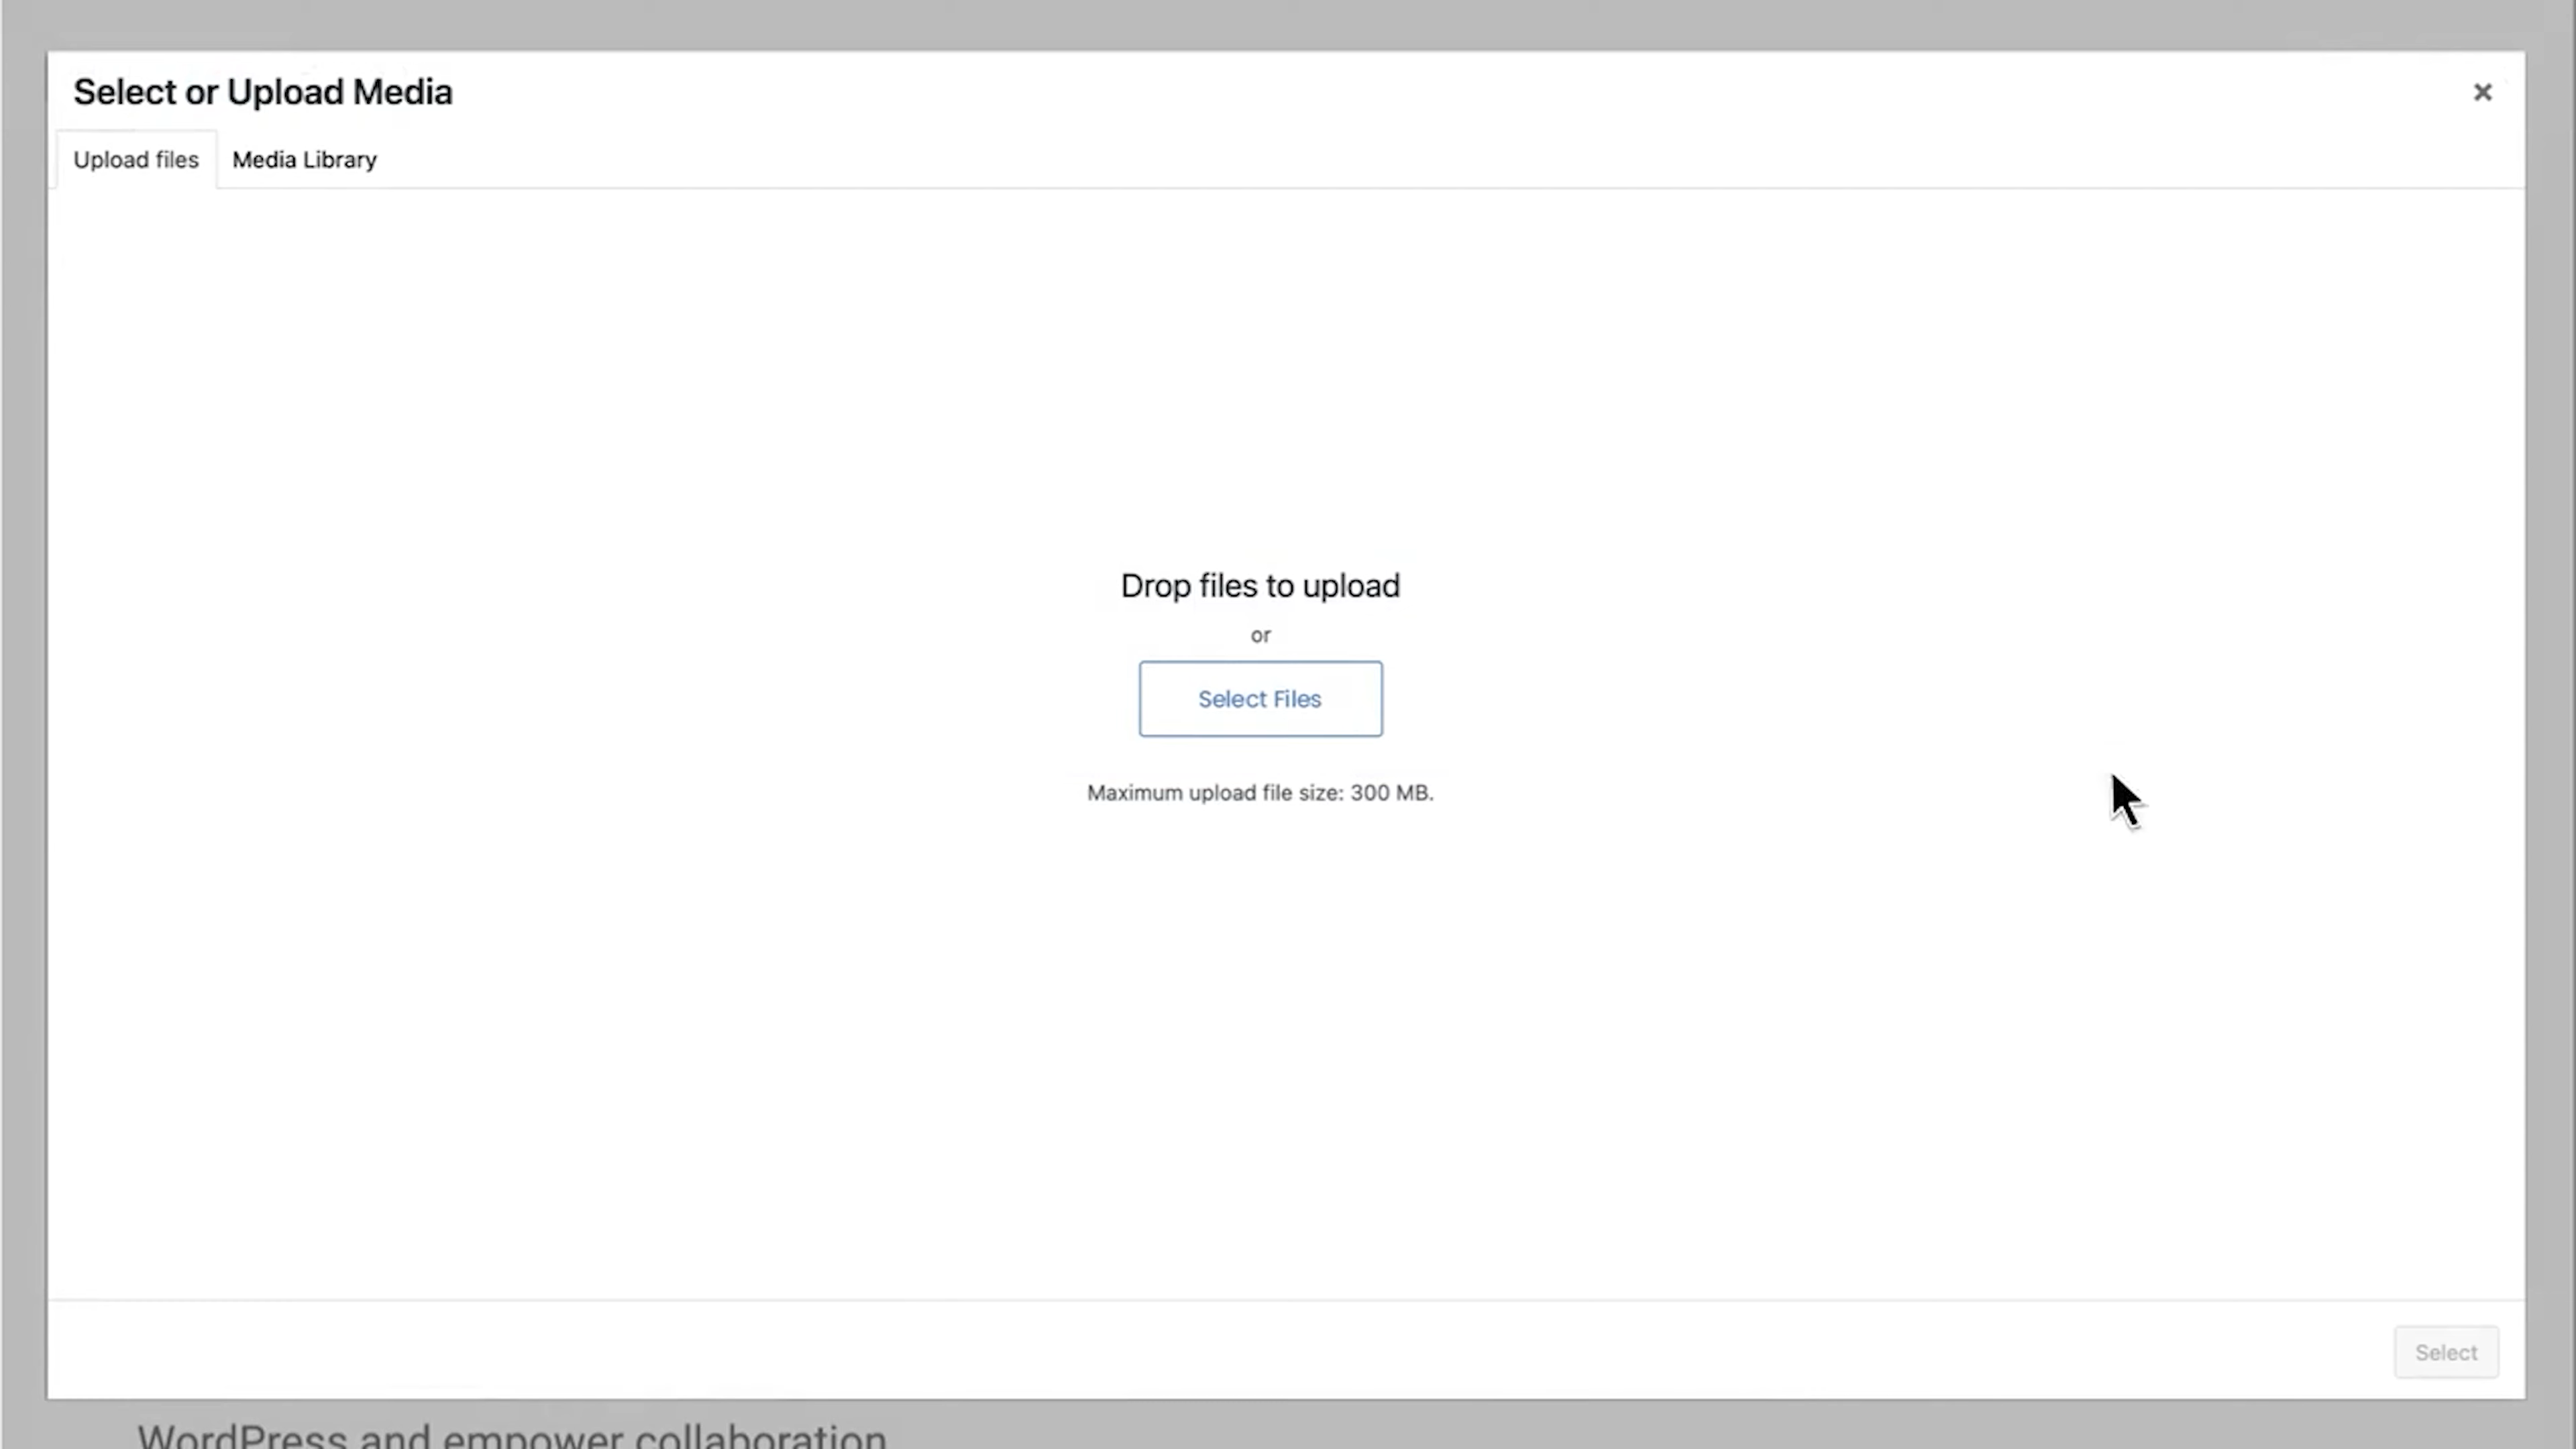 Select or Upload Media
Upload files
Media Library
Drop files to upload
or
Select Files
Maximum upload file size: 300 MB.
Select
WordPress and empower collaboration